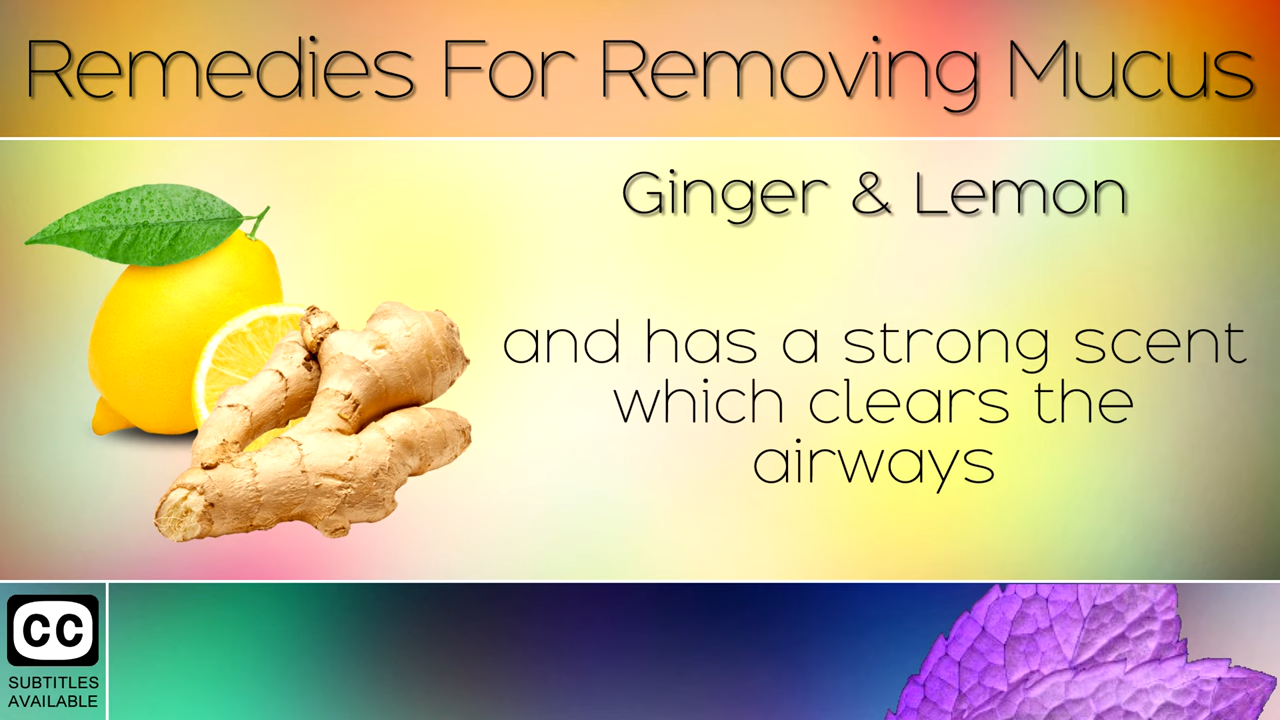 Remedies For Removing Mucus
Ginger & Lemon
and has a strong scent
which clears the
airways
CC
SUBTITLES
AVAILABLE